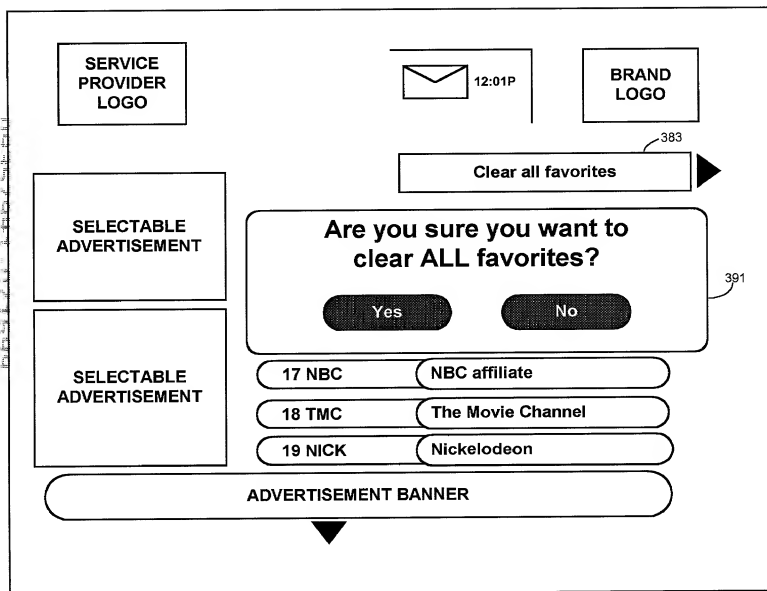 SERVICE
PROVIDER
LOGO
12:01P
BRAND
LOGO
383
Clear all favorites
SELECTABLE
ADVERTISEMENT
Are you sure you want to
clear ALL favorites?
391
Yes
No
SELECTABLE
ADVERTISEMENT
17 NBC
NBC affiliate
18 TMC
The Movie Channel
19 NICK
Nickelodeon
ADVERTISEMENT BANNER